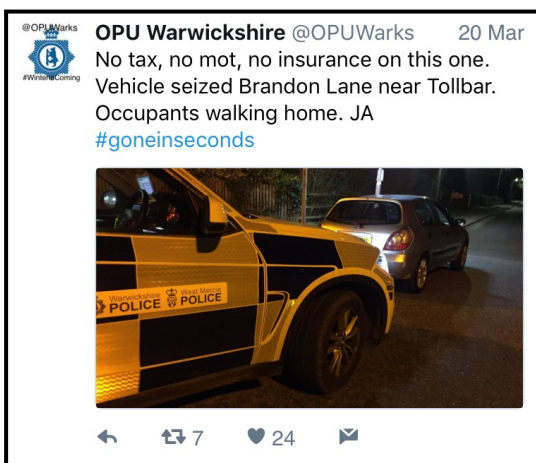 @OPUWarks
#WinterIsComing
OPU Warwickshire @OPUWarks 20 Mar
No tax, no mot, no insurance on this one.
Vehicle seized Brandon Lane near Tollbar.
Occupants walking home. JA
#goneinseconds
Warwickshire West Mercia
POLICE POLICE
7 24